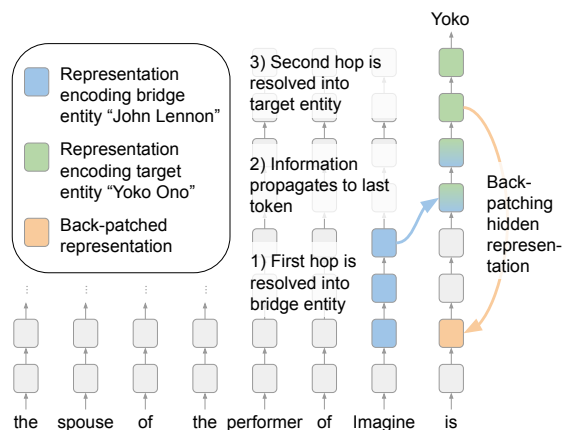 Yoko
Representation
encoding bridge
entity “John Lennon”
Representation
encoding target
entity “Yoko Ono”
Back-patched
representation
3) Second hop is
resolved into
target entity
2) Information
propagates to last
token
1) First hop is
resolved into
bridge entity
Back-
patching
hidden
represen-
tation
the spouse of the performer of Imagine is